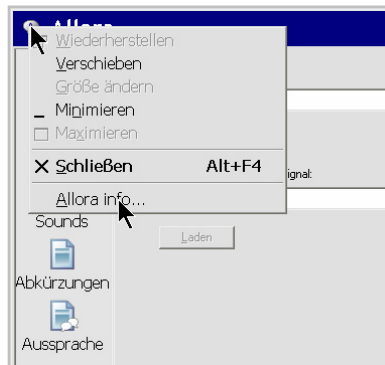 Allora
Wiederherstellen
Verschieben
Größe ändern
Minimieren
Maximieren
Schließen Alt+F4
ignal:
Allora info...
Sounds
Laden
Abkürzungen
Aussprache